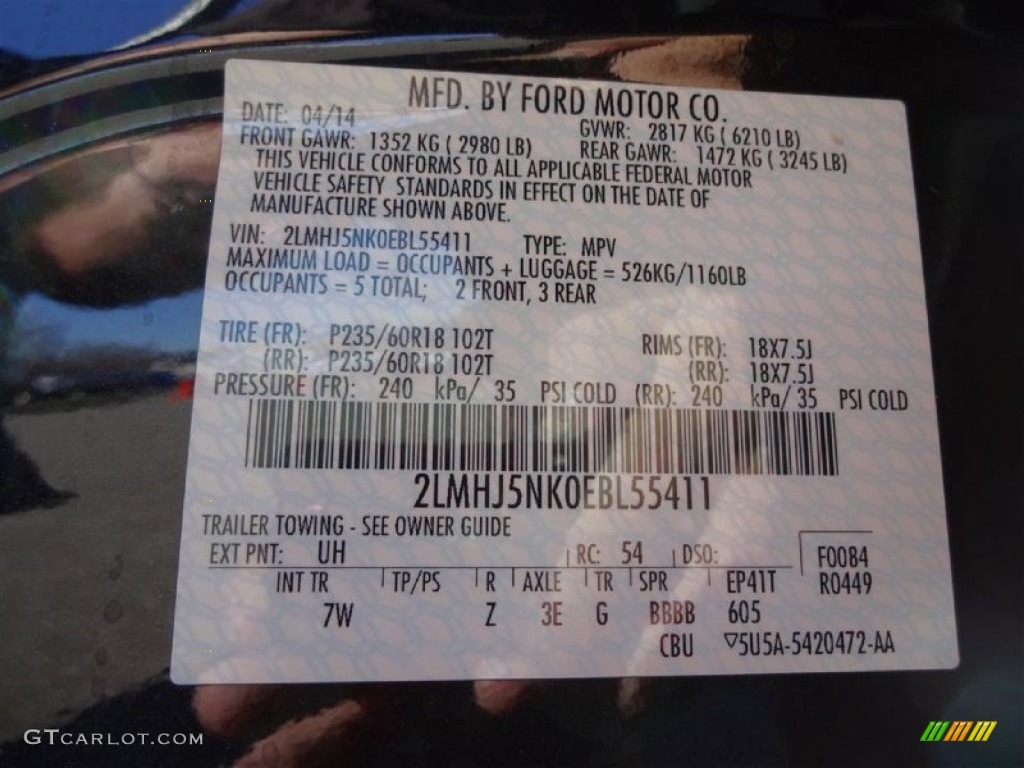 MFD. BY FORD MOTOR CO.
DATE: 04/14 GVWR: 2817 KG ( 6210 LB)
FRONT GAWR: 1352 KG ( 2980 LB) REAR GAWR: 1472 KG ( 3245 LB)
THIS VEHICLE CONFORMS TO ALL APPLICABLE FEDERAL MOTOR
VEHICLE SAFETY STANDARDS IN EFFECT ON THE DATE OF
MANUFACTURE SHOWN ABOVE.
VIN: 2LMHJ5NK0EBL55411 TYPE: MPV
MAXIMUM LOAD = OCCUPANTS + LUGGAGE = 526KG/1160LB
OCCUPANTS = 5 TOTAL; 2 FRONT, 3 REAR
TIRE (FR): P235/60R18 102T RIMS (FR): 18X7.5J
(RR): P235/60R18 102T (RR): 18X7.5J
PRESSURE (FR): 240 kPa/ 35 PSI COLD (RR): 240 kPa/ 35 PSI COLD
2LMHJ5NK0EBL55411
TRAILER TOWING - SEE OWNER GUIDE
EXT PNT: UH RC: 54 DSO: F0084
INT TR TP/PS R AXLE TR SPR EP41T R0449
7W Z 3E G BBBB 605
CBU ▽5U5A-5420472-AA
GTCARLOT.COM